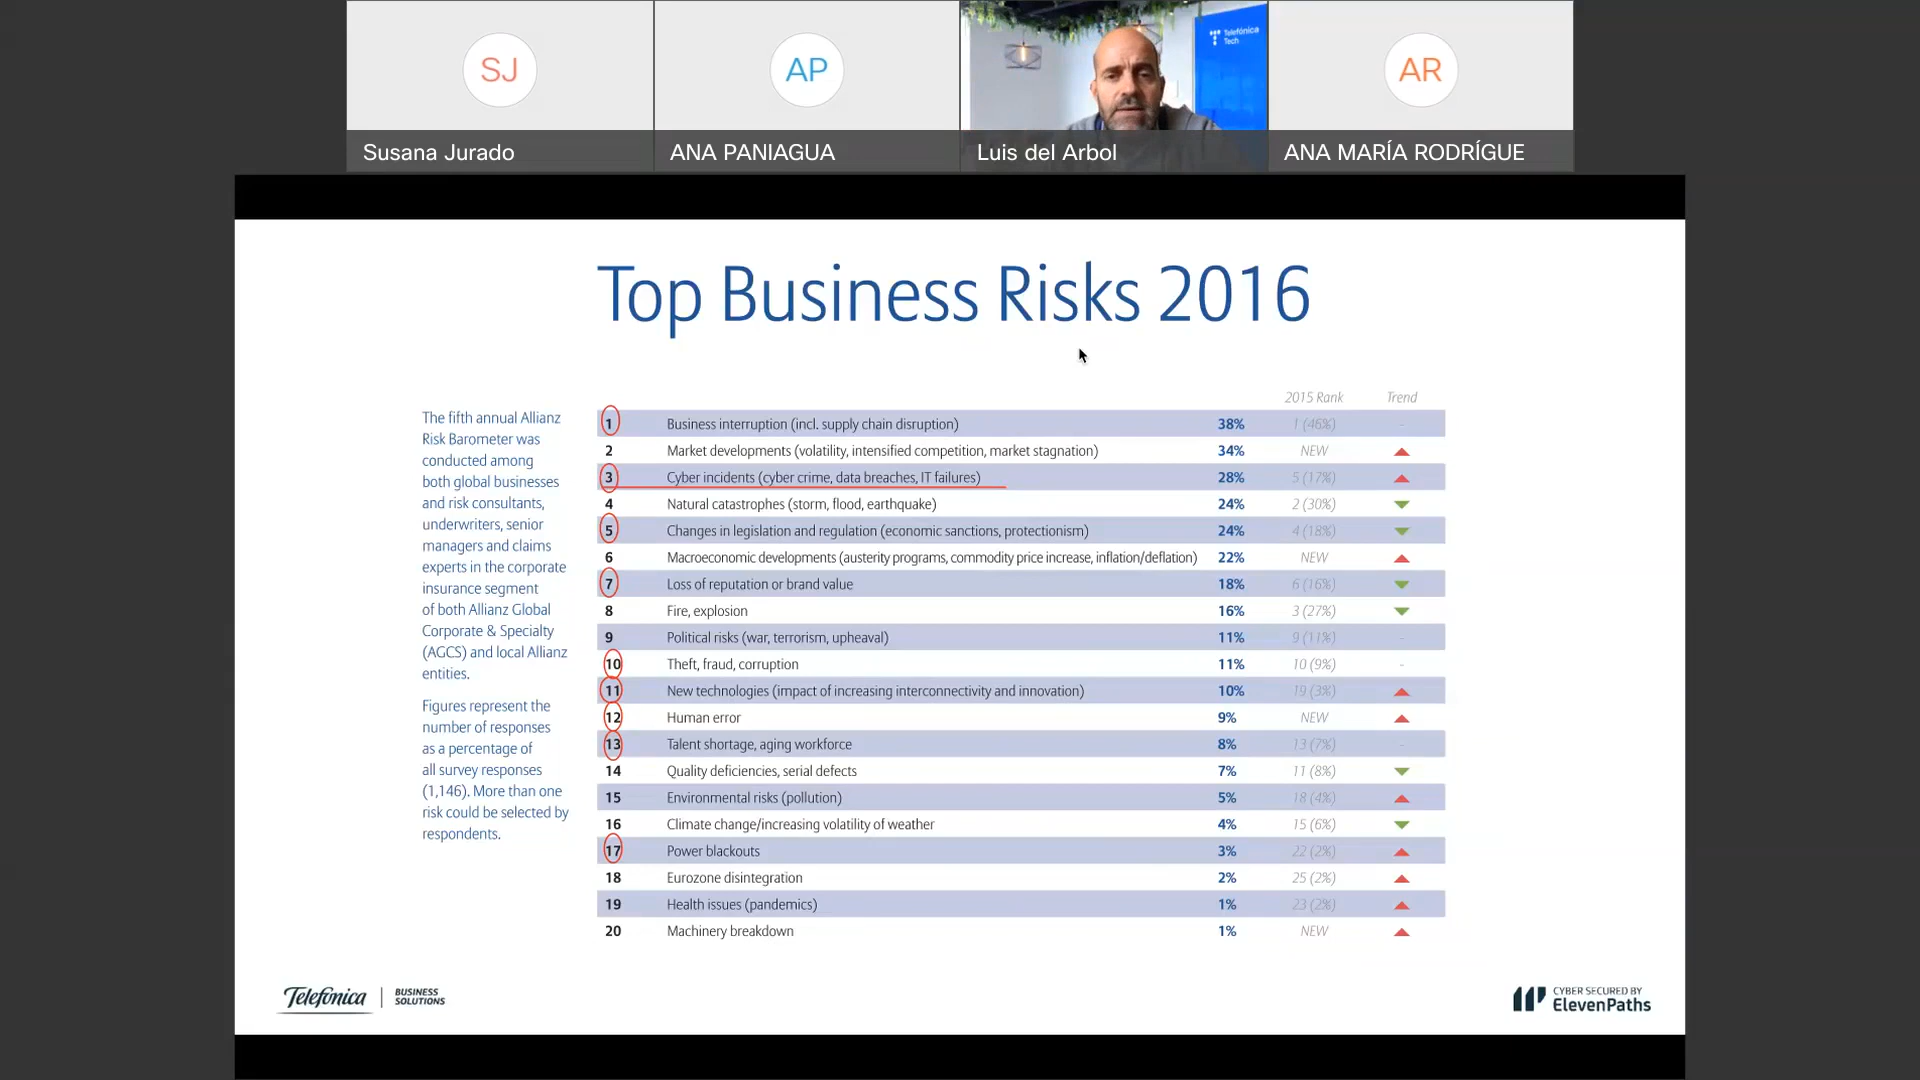 SJ
AP
Telefónica
Tech
AR
Susana Jurado
ANA PANIAGUA
Luis del Arbol
ANA MARÍA RODRÍGUE
Top Business Risks 2016
The fifth annual Allianz
Risk Barometer was
conducted among
both global businesses
and risk consultants,
underwriters, senior
managers and claims
experts in the corporate
insurance segment
of both Allianz Global
Corporate & Specialty
(AGCS) and local Allianz
entities.
Figures represent the
number of responses
as a percentage of
all survey responses
(1,146). More than one
risk could be selected by
respondents.
2015 Rank Trend
1 Business interruption (incl. supply chain disruption) 38% 1 (46%) -
2 Market developments (volatility, intensified competition, market stagnation) 34% NEW
3 Cyber incidents (cyber crime, data breaches, IT failures) 28% 5 (17%)
4 Natural catastrophes (storm, flood, earthquake) 24% 2 (30%)
5 Changes in legislation and regulation (economic sanctions, protectionism) 24% 4 (18%)
6 Macroeconomic developments (austerity programs, commodity price increase, inflation/deflation) 22% NEW
7 Loss of reputation or brand value 18% 6 (16%)
8 Fire, explosion 16% 3 (27%)
9 Political risks (war, terrorism, upheaval) 11% 9 (11%) -
10 Theft, fraud, corruption 11% 10 (9%) -
11 New technologies (impact of increasing interconnectivity and innovation) 10% 19 (3%)
12 Human error 9% NEW
13 Talent shortage, aging workforce 8% 13 (7%) -
14 Quality deficiencies, serial defects 7% 11 (8%)
15 Environmental risks (pollution) 5% 18 (4%)
16 Climate change/increasing volatility of weather 4% 15 (6%)
17 Power blackouts 3% 22 (2%)
18 Eurozone disintegration 2% 25 (2%)
19 Health issues (pandemics) 1% 23 (2%)
20 Machinery breakdown 1% NEW
Telefónica
BUSINESS
SOLUTIONS
CYBER SECURED BY
ElevenPaths